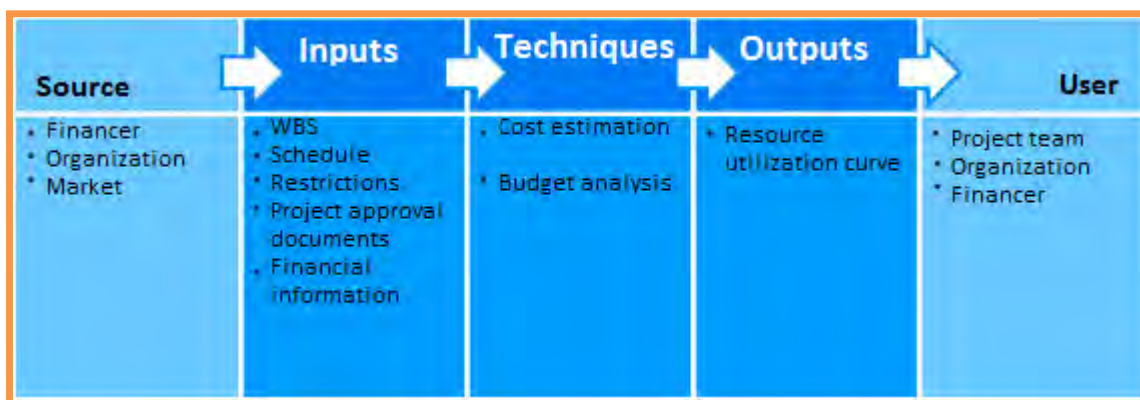 Source
Inputs
Techniques
Outputs
User
• Financer
• Organization
• Market
• WBS
• Schedule
• Restrictions
• Project approval
documents
• Financial
information
• Cost estimation
• Budget analysis
• Resource
utilization curve
• Project team
• Organization
• Financer